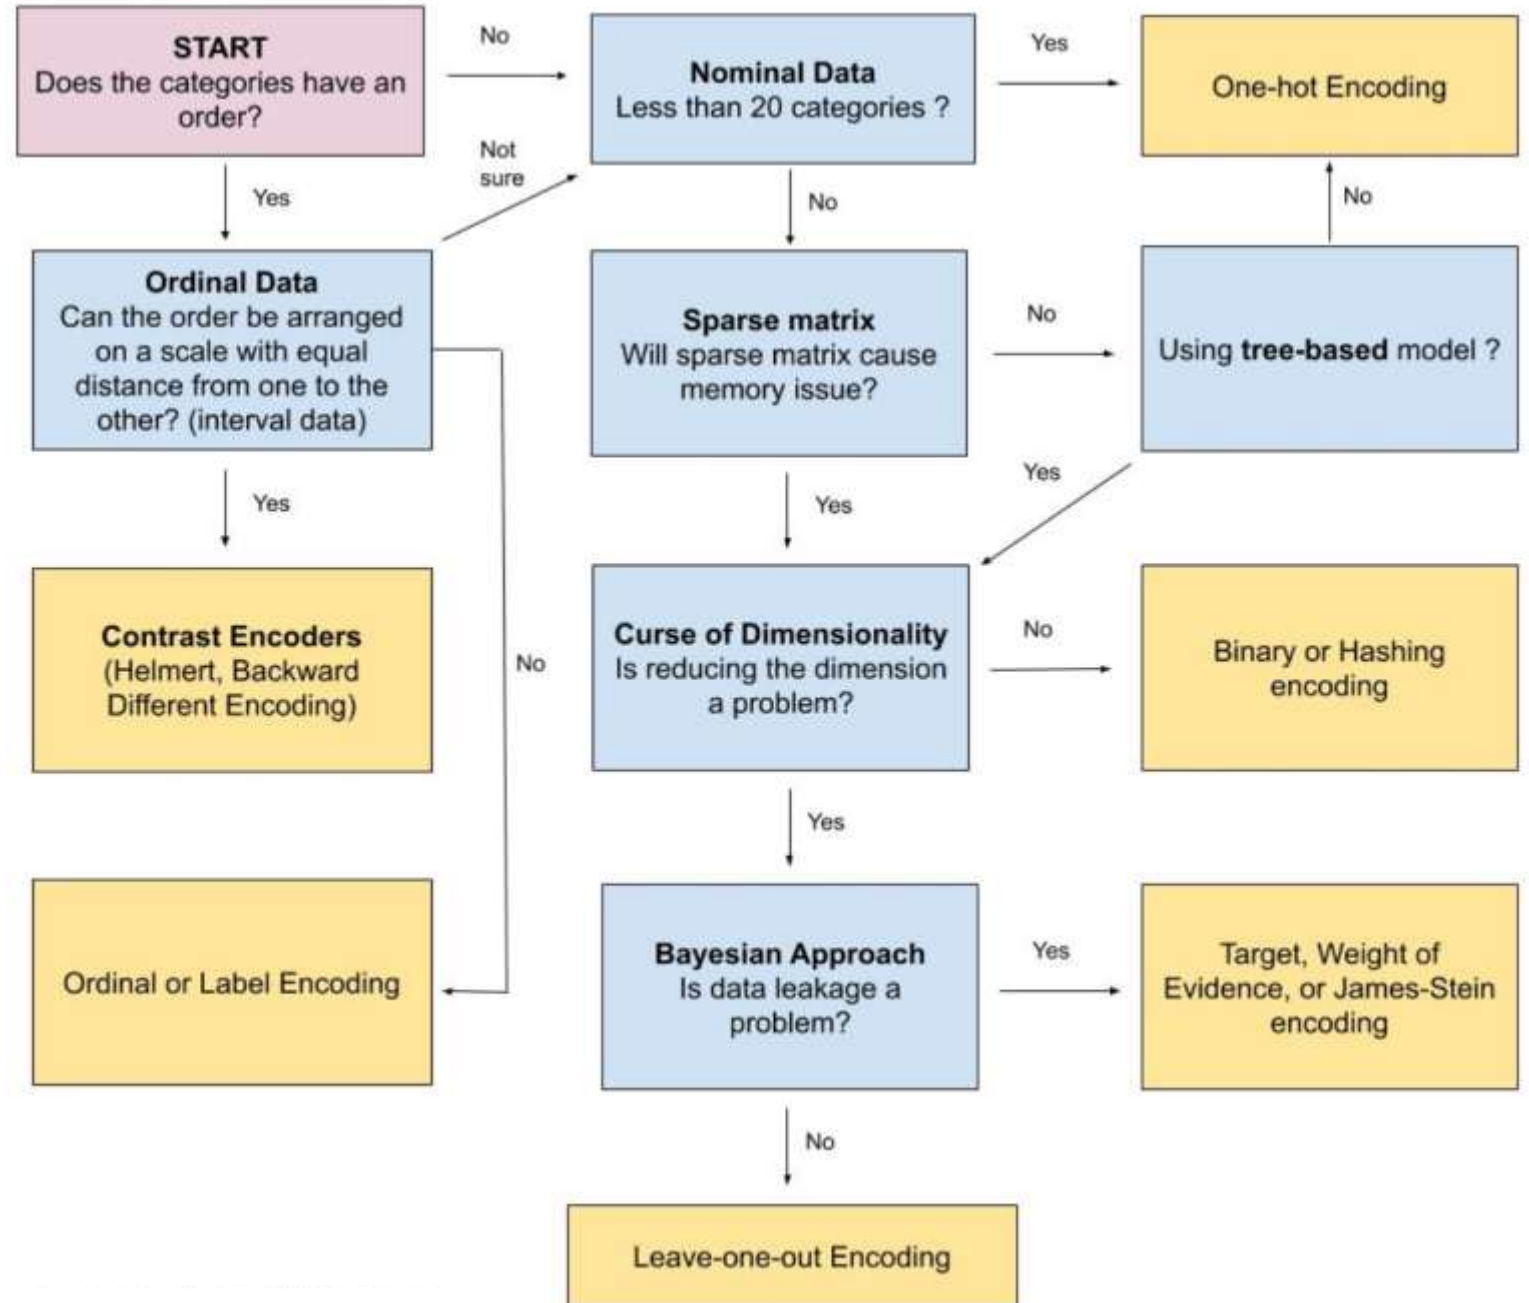 START
Does the categories have an
order?
No
Nominal Data
Less than 20 categories ?
Yes
One-hot Encoding
Not
sure
Yes
No
No
Ordinal Data
Can the order be arranged
on a scale with equal
distance from one to the
other? (interval data)
Sparse matrix
Will sparse matrix cause
memory issue?
No
Using tree-based model ?
Yes
Yes
Yes
Contrast Encoders
(Helmert, Backward
Different Encoding)
No
Curse of Dimensionality
Is reducing the dimension
a problem?
No
Binary or Hashing
encoding
Yes
Ordinal or Label Encoding
Bayesian Approach
Is data leakage a
problem?
Yes
Target, Weight of
Evidence, or James-Stein
encoding
No
Leave-one-out Encoding